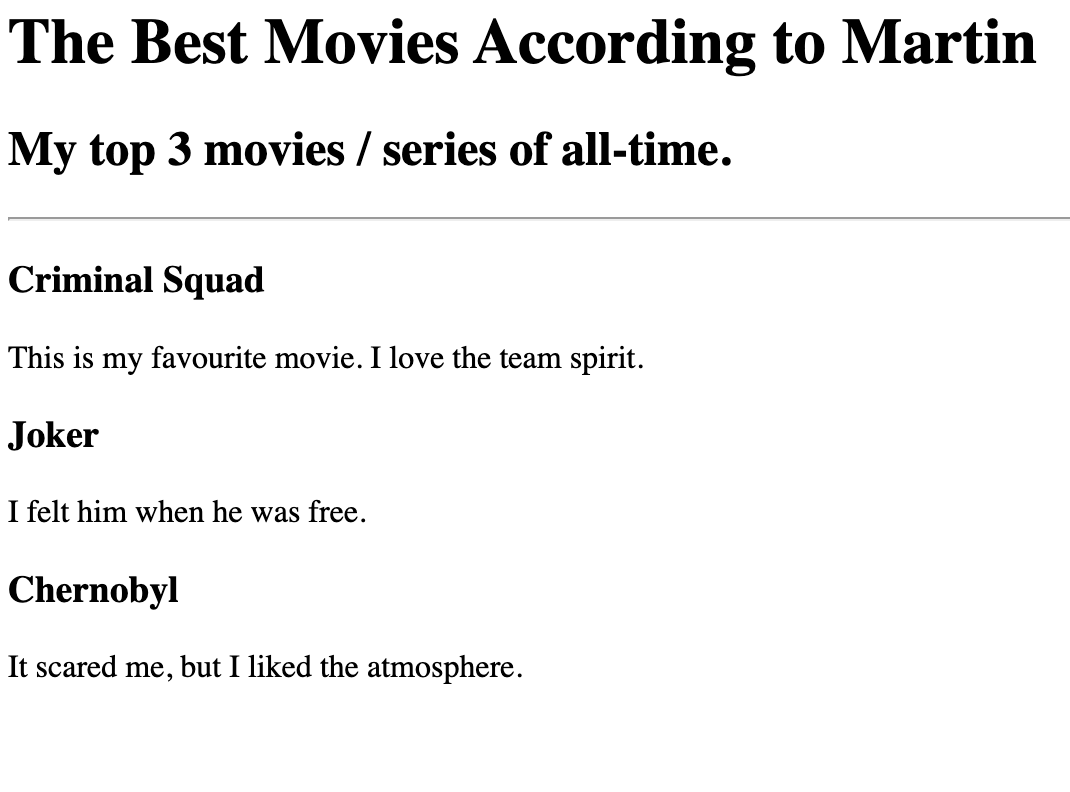 The Best Movies According to Martin
My top 3 movies / series of all-time.
Criminal Squad
This is my favourite movie. I love the team spirit.
Joker
I felt him when he was free.
Chernobyl
It scared me, but I liked the atmosphere.